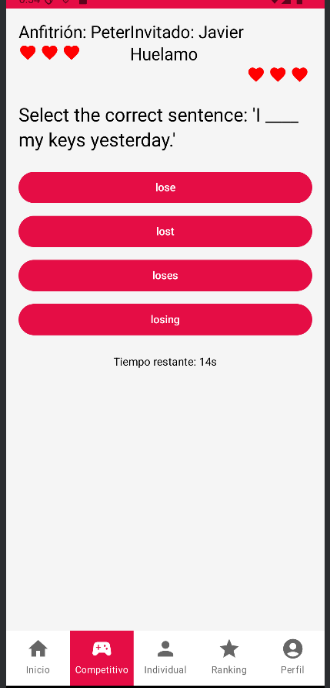 Anfitrión: PeterInvitado: Javier
Huelamo
Select the correct sentence: 'I ____
my keys yesterday.'
lose
lost
loses
losing
Tiempo restante: 14s
Inicio
Competitivo
Individual
Ranking
Perfil